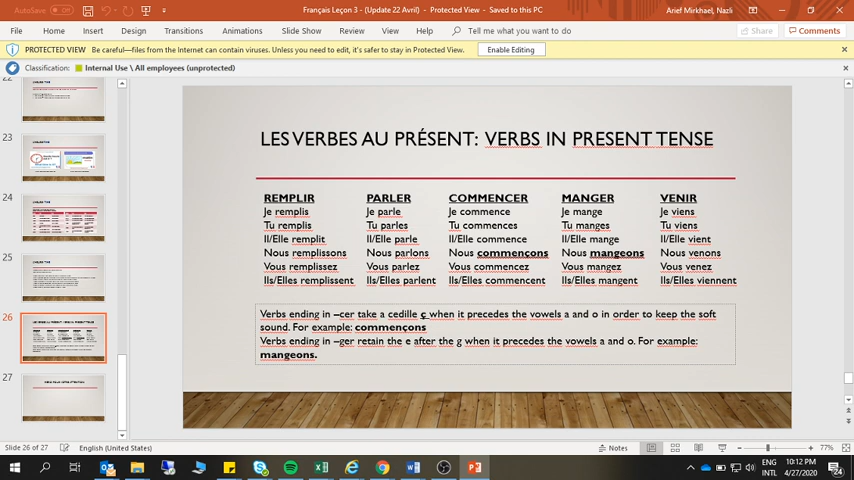 AutoSave Off
Français Leçon 3 - (Update 22 Avril) - Protected View - Saved to this PC
Arief Mirkhael, Nazli
File Home Insert Design Transitions Animations Slide Show Review View Help Tell me what you want to do Share Comments
PROTECTED VIEW Be careful—files from the Internet can contain viruses. Unless you need to edit, it's safer to stay in Protected View. Enable Editing
Classification: Internal Use \ All employees (unprotected)
22
23
24
25
26
27
LES VERBES AU PRÉSENT: VERBS IN PRESENT TENSE
REMPLIR PARLER COMMENCER MANGER VENIR
Je remplis Je parle Je commence Je mange Je viens
Tu remplis Tu parles Tu commences Tu manges Tu viens
Il/Elle remplit Il/Elle parle Il/Elle commence Il/Elle mange Il/Elle vient
Nous remplissons Nous parlons Nous commençons Nous mangeons Nous venons
Vous remplissez Vous parlez Vous commencez Vous mangez Vous venez
Ils/Elles remplissent Ils/Elles parlent Ils/Elles commencent Ils/Elles mangent Ils/Elles viennent
Verbs ending in –cer take a cedille ç when it precedes the vowels a and o in order to keep the soft
sound. For example: commençons
Verbs ending in –ger retain the e after the g when it precedes the vowels a and o. For example:
mangeons.
Slide 26 of 27 English (United States) Notes 77%
ENG 10:12 PM
INTL 4/27/2020 24